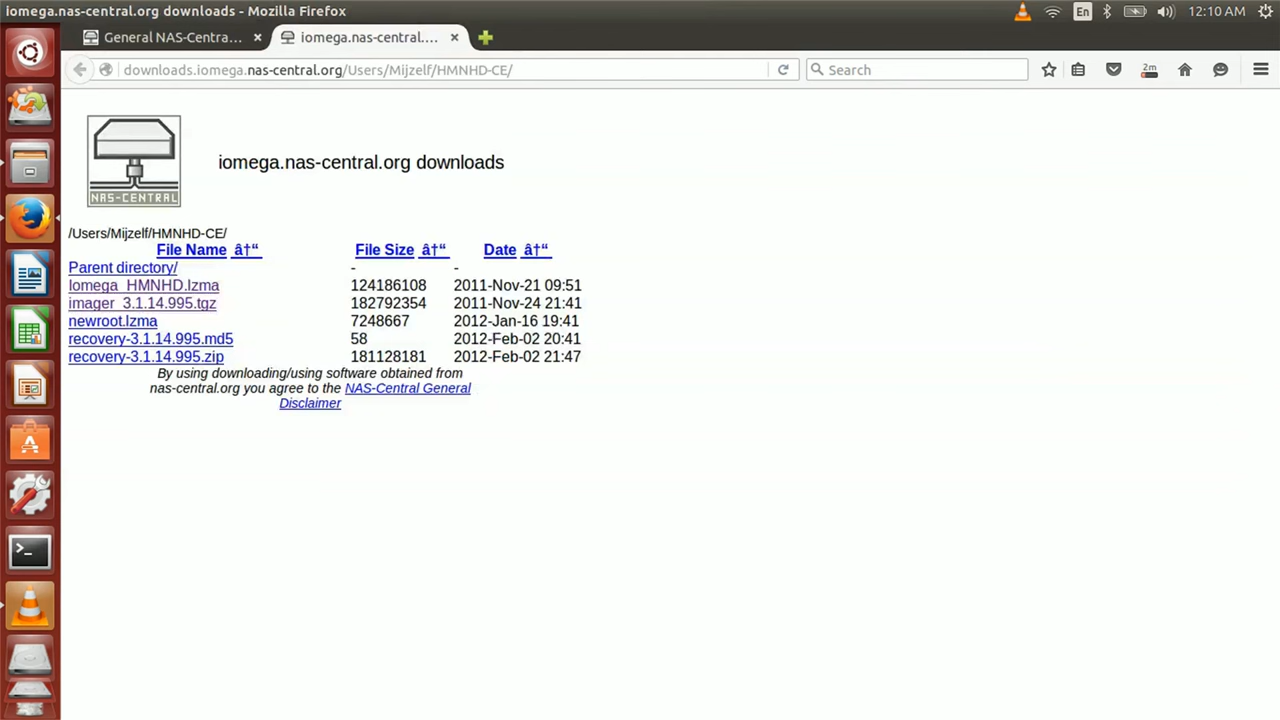 iomega.nas-central.org downloads - Mozilla Firefox
En
12:10 AM
General NAS-Centra...
iomega.nas-central....
downloads.iomega.nas-central.org/Users/Mijzelf/HMNHD-CE/
Search
2m
NAS-CENTRAL
iomega.nas-central.org downloads
/Users/Mijzelf/HMNHD-CE/
File Name â†“ File Size â†“ Date â†“
Parent directory/ - -
Iomega_HMNHD.lzma 124186108 2011-Nov-21 09:51
imager_3.1.14.995.tgz 182792354 2011-Nov-24 21:41
newroot.lzma 7248667 2012-Jan-16 19:41
recovery-3.1.14.995.md5 58 2012-Feb-02 20:41
recovery-3.1.14.995.zip 181128181 2012-Feb-02 21:47
By using downloading/using software obtained from
nas-central.org you agree to the NAS-Central General
Disclaimer